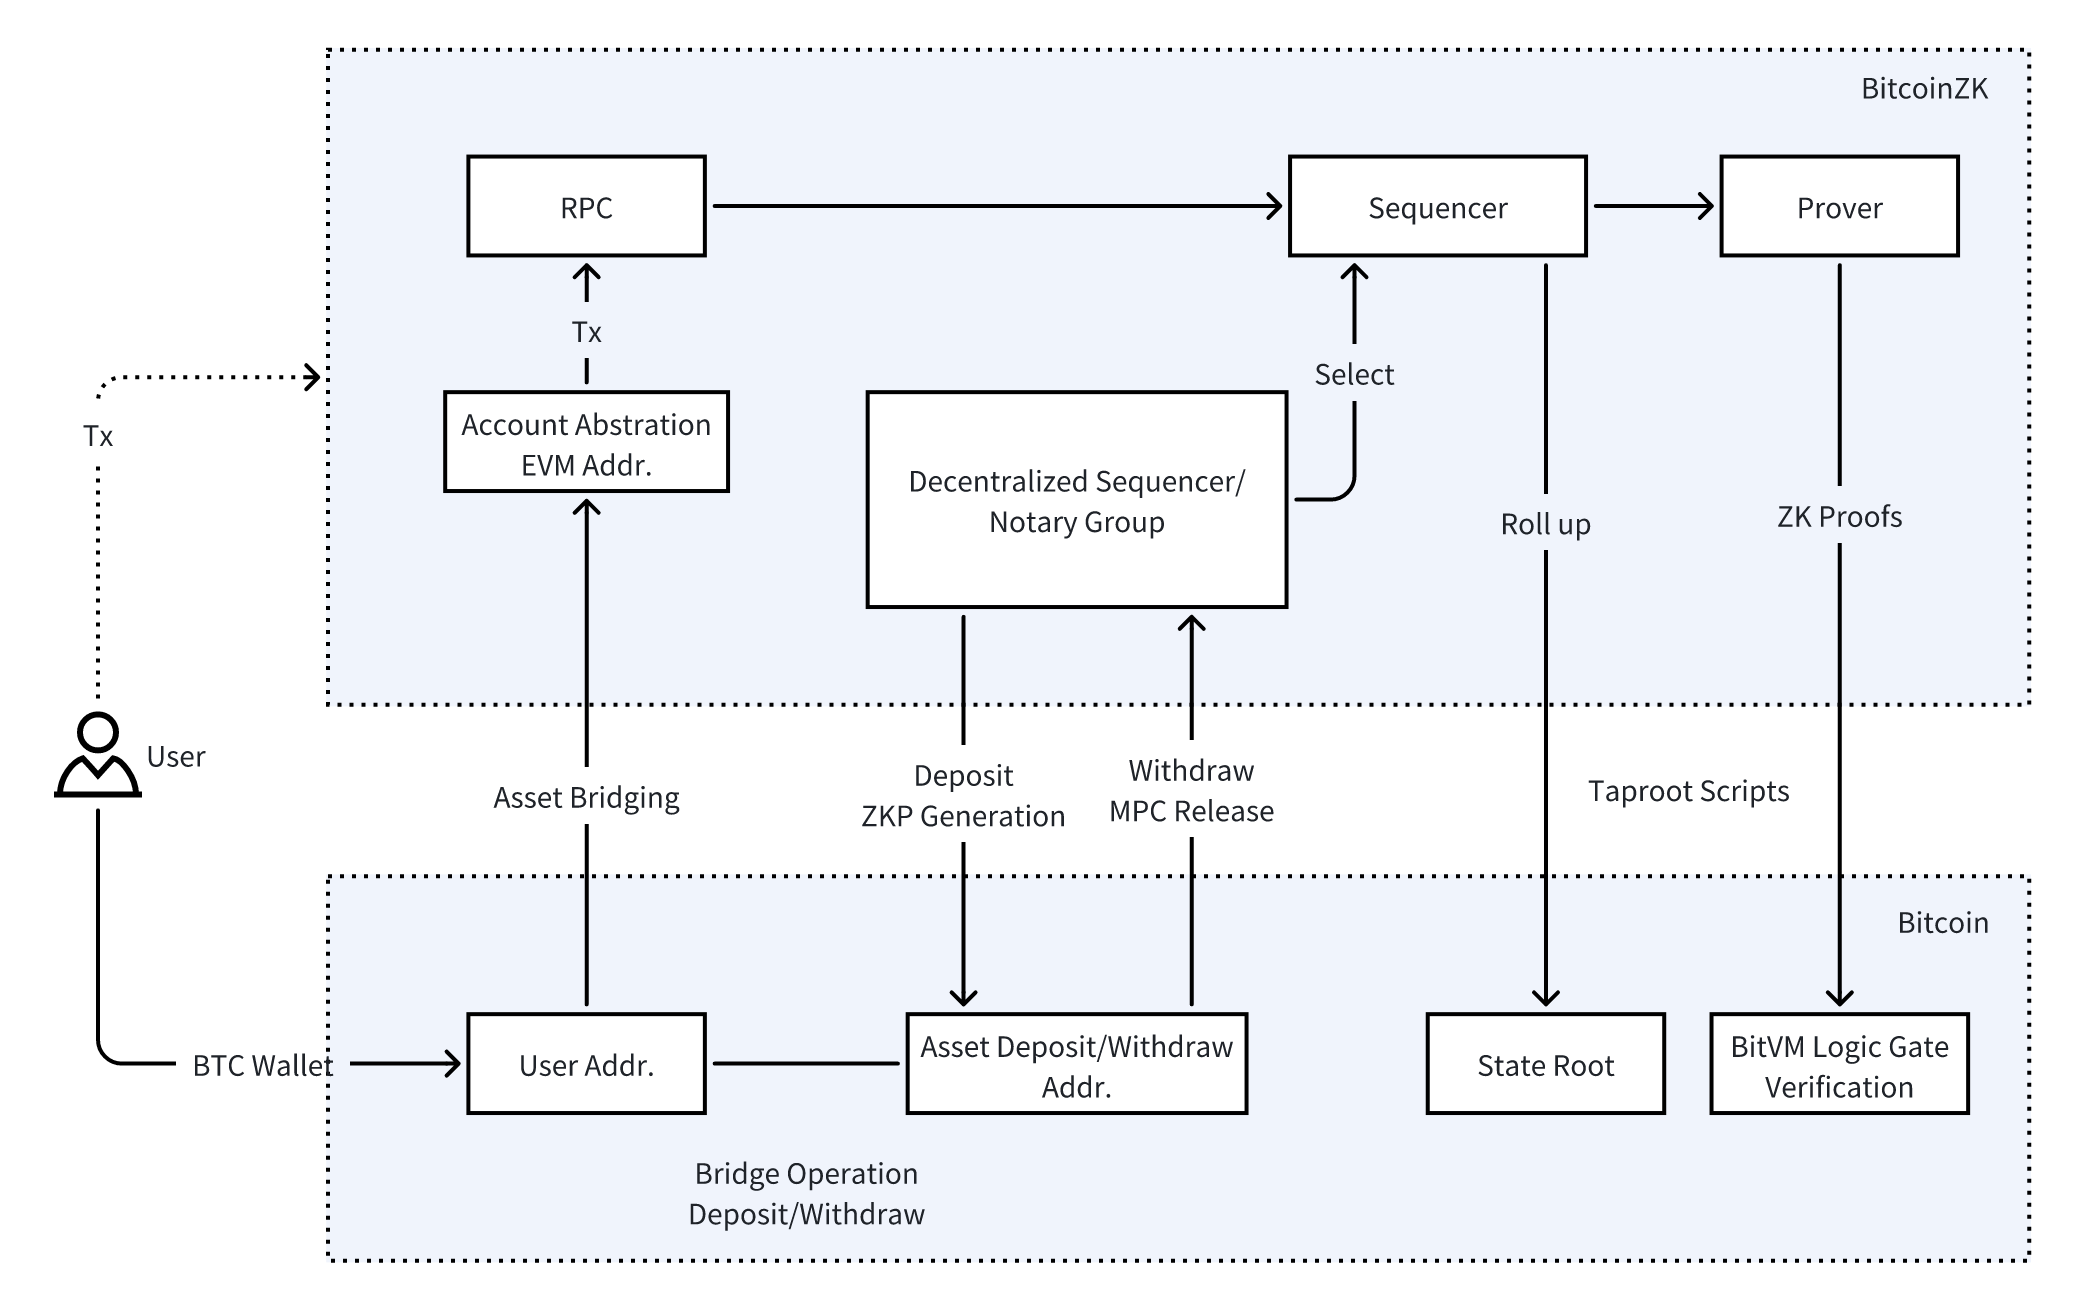 BitcoinZK
RPC
Sequencer
Prover
Tx
Select
Account Abstration
EVM Addr.
Tx
Decentralized Sequencer/
Notary Group
Roll up
ZK Proofs
User
Asset Bridging
Deposit
ZKP Generation
Withdraw
MPC Release
Taproot Scripts
Bitcoin
BTC Wallet
User Addr.
Asset Deposit/Withdraw
Addr.
State Root
BitVM Logic Gate
Verification
Bridge Operation
Deposit/Withdraw